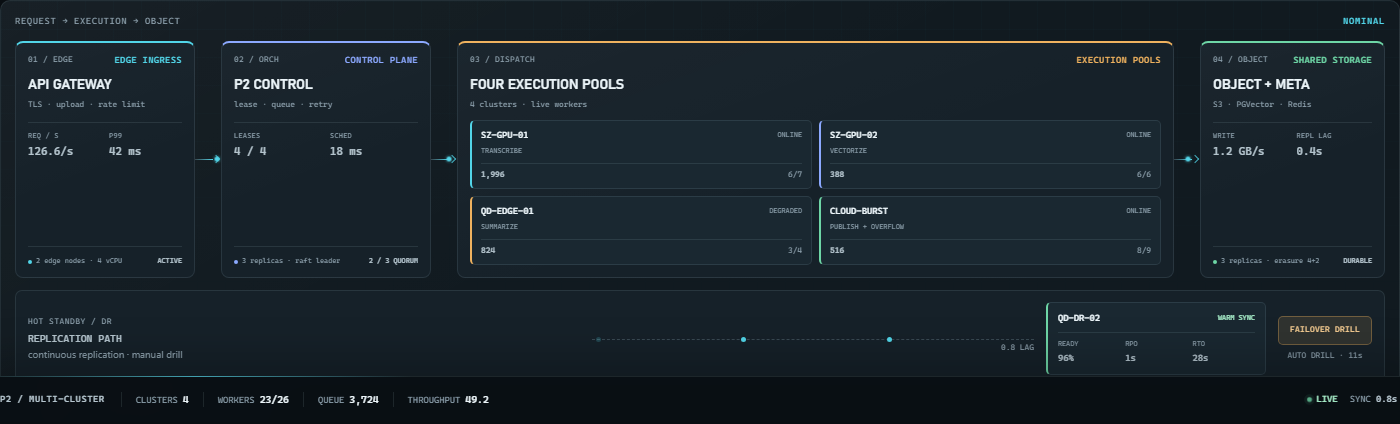 REQUEST → EXECUTION → OBJECT
NOMINAL
01 / EDGE
EDGE INGRESS
API GATEWAY
TLS · upload · rate limit
REQ / S
P99
126.6/s
42 ms
2 edge nodes · 4 vCPU
ACTIVE
02 / ORCH
CONTROL PLANE
P2 CONTROL
lease · queue · retry
LEASES
SCHED
4 / 4
18 ms
3 replicas · raft leader
2 / 3 QUORUM
03 / DISPATCH
EXECUTION POOLS
FOUR EXECUTION POOLS
4 clusters · live workers
SZ-GPU-01
ONLINE
TRANSCRIBE
1,996
6/7
SZ-GPU-02
ONLINE
VECTORIZE
388
6/6
QD-EDGE-01
DEGRADED
SUMMARIZE
824
3/4
CLOUD-BURST
ONLINE
PUBLISH + OVERFLOW
516
8/9
04 / OBJECT
SHARED STORAGE
OBJECT + META
S3 · PGVector · Redis
WRITE
REPL LAG
1.2 GB/s
0.4s
3 replicas · erasure 4+2
DURABLE
HOT STANDBY / DR
REPLICATION PATH
continuous replication · manual drill
0.8 LAG
QD-DR-02
WARM SYNC
READY
RPO
RTO
96%
1s
28s
FAILOVER DRILL
AUTO DRILL · 11s
P2 / MULTI-CLUSTER
CLUSTERS 4
WORKERS 23/26
QUEUE 3,724
THROUGHPUT 49.2
LIVE
SYNC 0.8s